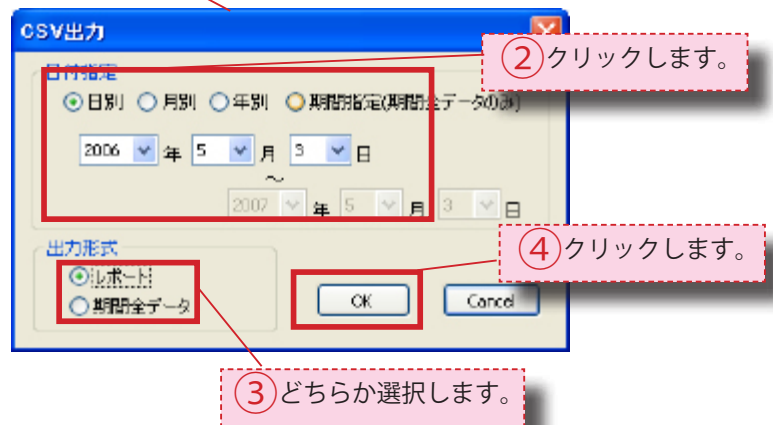 CSV出力
②クリックします。
日付指定
日別 月別 年別 期間指定(期間全データのみ)
2006 年 5 月 3 日
～
2007 年 5 月 3 日
出力形式
④クリックします。
レポート
期間全データ
OK Cancel
③どちらか選択します。